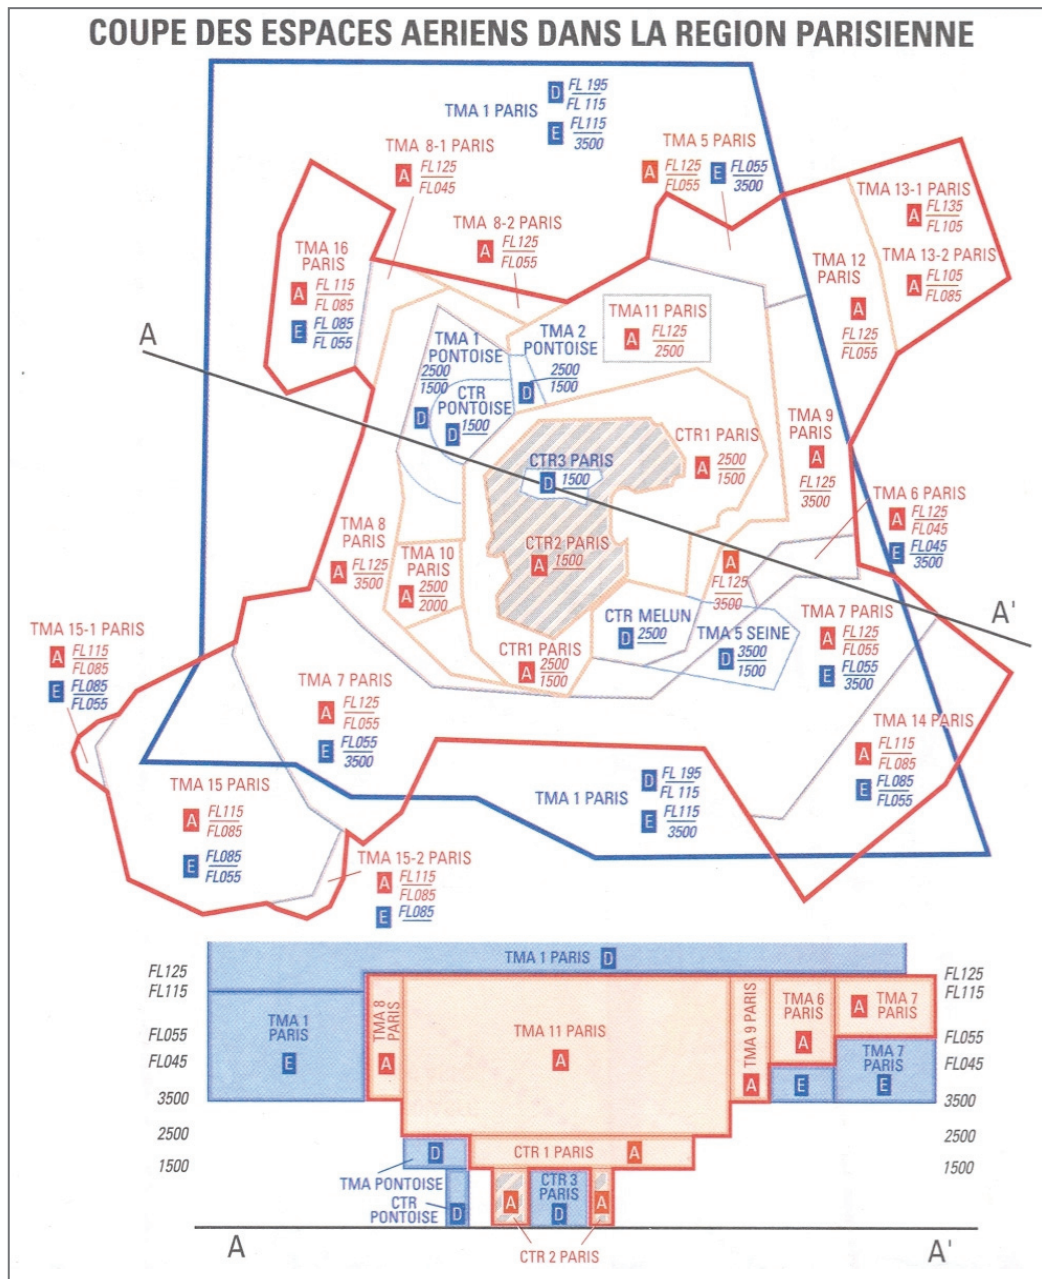 COUPE DES ESPACES AERIENS DANS LA REGION PARISIENNE
TMA 1 PARIS
D FL 195
FL 115
E FL115
3500
TMA 8-1 PARIS
A FL125
FL045
TMA 5 PARIS
A FL125
FL055
E FL055
3500
TMA 13-1 PARIS
A FL135
FL105
TMA 13-2 PARIS
A FL105
FL085
TMA 8-2 PARIS
A FL125
FL055
TMA 16
PARIS
A FL 115
FL 085
E FL 085
FL 055
TMA 12
PARIS
A
FL125
FL055
A
TMA11 PARIS
A FL125
2500
TMA 1
PONTOISE
2500
1500
D
TMA 2
PONTOISE
2500
1500
D
CTR
PONTOISE
D 1500
CTR3 PARIS
D 1500
CTR1 PARIS
A 2500
1500
TMA 9
PARIS
A
FL125
3500
TMA 6 PARIS
A FL125
FL045
E FL045
3500
TMA 8
PARIS
A FL125
3500
TMA 10
PARIS
A 2500
2000
CTR2 PARIS
A 1500
A
FL125
3500
A'
CTR MELUN
D 2500
TMA 5 SEINE
D 3500
1500
TMA 7 PARIS
A FL125
FL055
E FL055
3500
TMA 15-1 PARIS
A FL115
FL085
E FL085
FL055
CTR1 PARIS
A 2500
1500
TMA 7 PARIS
A FL125
FL055
E FL055
3500
TMA 14 PARIS
A FL115
FL085
E FL085
FL055
TMA 15 PARIS
A FL115
FL085
E FL085
FL055
TMA 1 PARIS
D FL 195
FL 115
E FL115
3500
TMA 15-2 PARIS
A FL115
FL085
E FL085
TMA 1 PARIS D
FL125
FL115
FL055
FL045
3500
2500
1500
TMA 1
PARIS
E
TMA 8
PARIS
A
TMA 11 PARIS
A
TMA 9 PARIS
A
TMA 6
PARIS
A
E
A TMA 7
PARIS
TMA 7
PARIS
E
FL125
FL115
FL055
FL045
3500
2500
1500
D
CTR 1 PARIS A
TMA PONTOISE
CTR
PONTOISE
D
A
CTR 3
PARIS
D
A
CTR 2 PARIS
A
A'